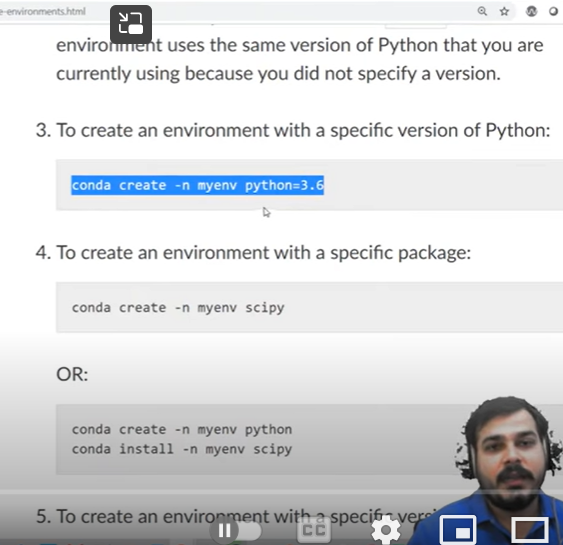 e-environments.html
environment uses the same version of Python that you are
currently using because you did not specify a version.
3. To create an environment with a specific version of Python:
conda create -n myenv python=3.6
4. To create an environment with a specific package:
conda create -n myenv scipy
OR:
conda create -n myenv python
conda install -n myenv scipy
5. To create an environment with a specific vers
CC